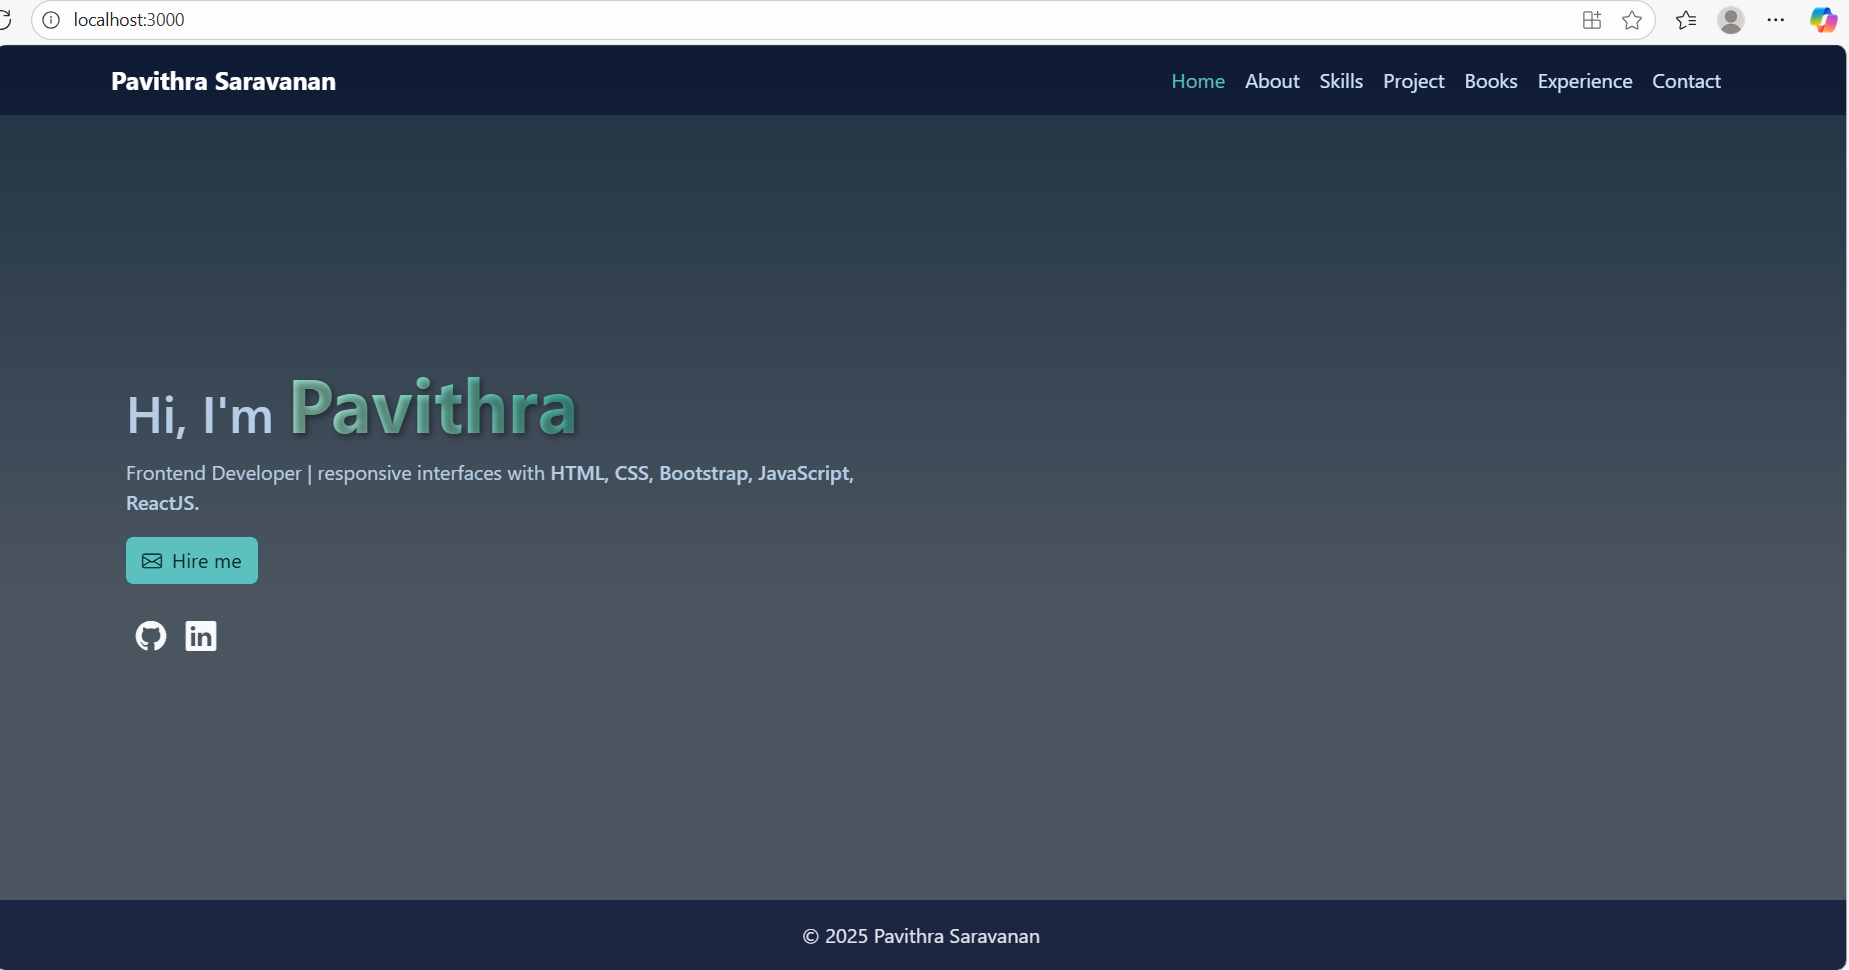 localhost:3000
Pavithra Saravanan
Home About Skills Project Books Experience Contact
Hi, I'm Pavithra
Frontend Developer | responsive interfaces with HTML, CSS, Bootstrap, JavaScript,
ReactJS.
Hire me
in
© 2025 Pavithra Saravanan